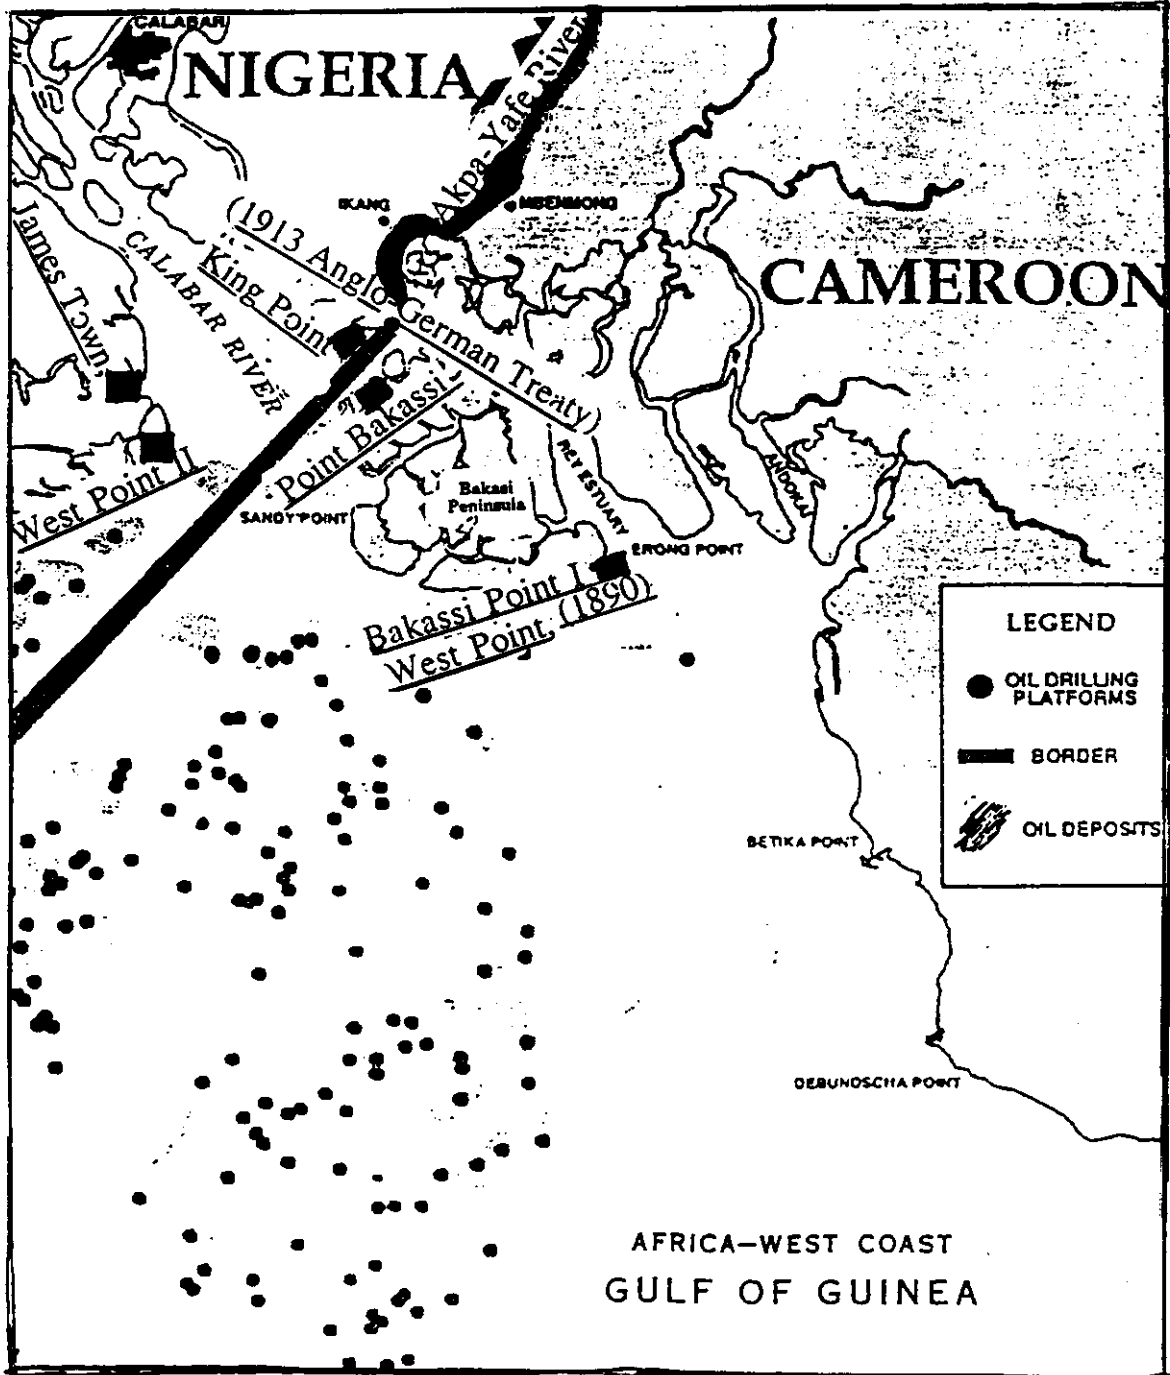 CALABAR
NIGERIA
Akpa-Yafe River
IKANG
MBENMONG
(1913 Anglo-German Treaty)
King Point
James Town
CALABAR RIVER
CAMEROON
Point Bakassi
West Point II
SANDY POINT
Bakasi
Peninsula
REY ESTUARY
ANDOKAI
ERONG POINT
Bakassi Point I
West Point, (1890)
LEGEND
OIL DRILLING
PLATFORMS
BORDER
OIL DEPOSITS
BETIKA POINT
DEBUNDSCHA POINT
AFRICA—WEST COAST
GULF OF GUINEA